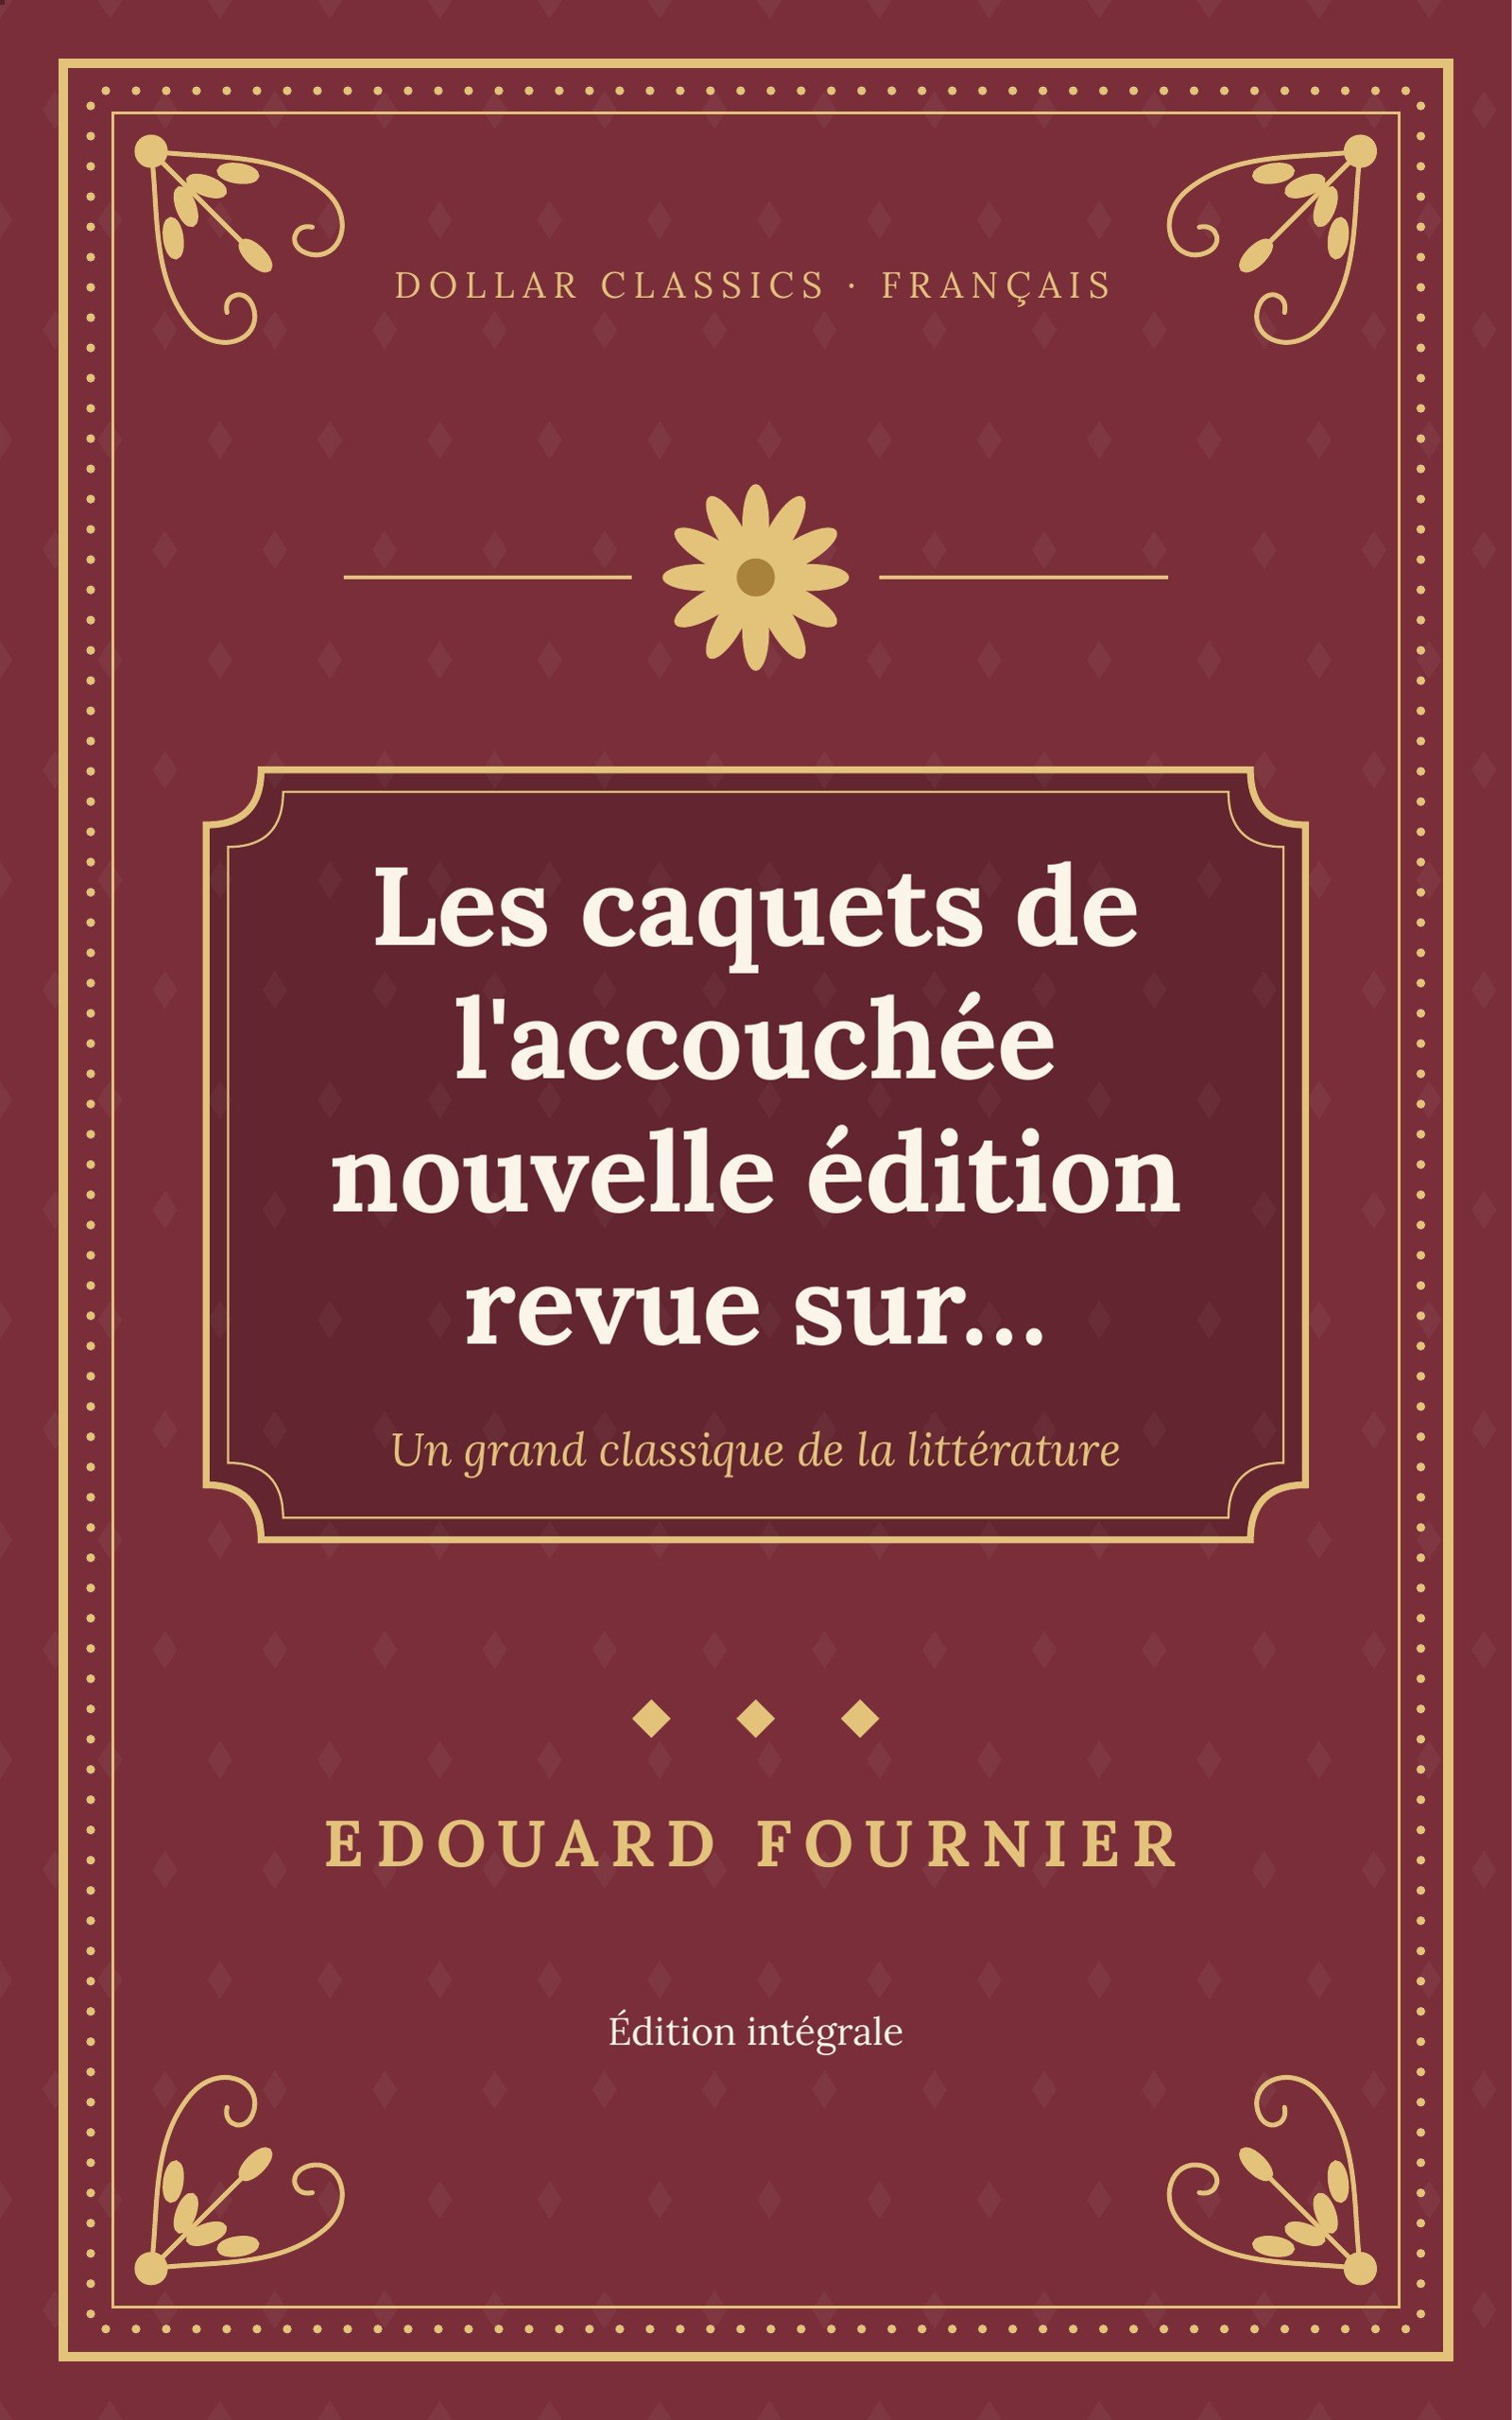 DOLLAR CLASSICS · FRANÇAIS
Les caquets de
l'accouchée
nouvelle édition
revue sur...
Un grand classique de la littérature
EDOUARD FOURNIER
Édition intégrale